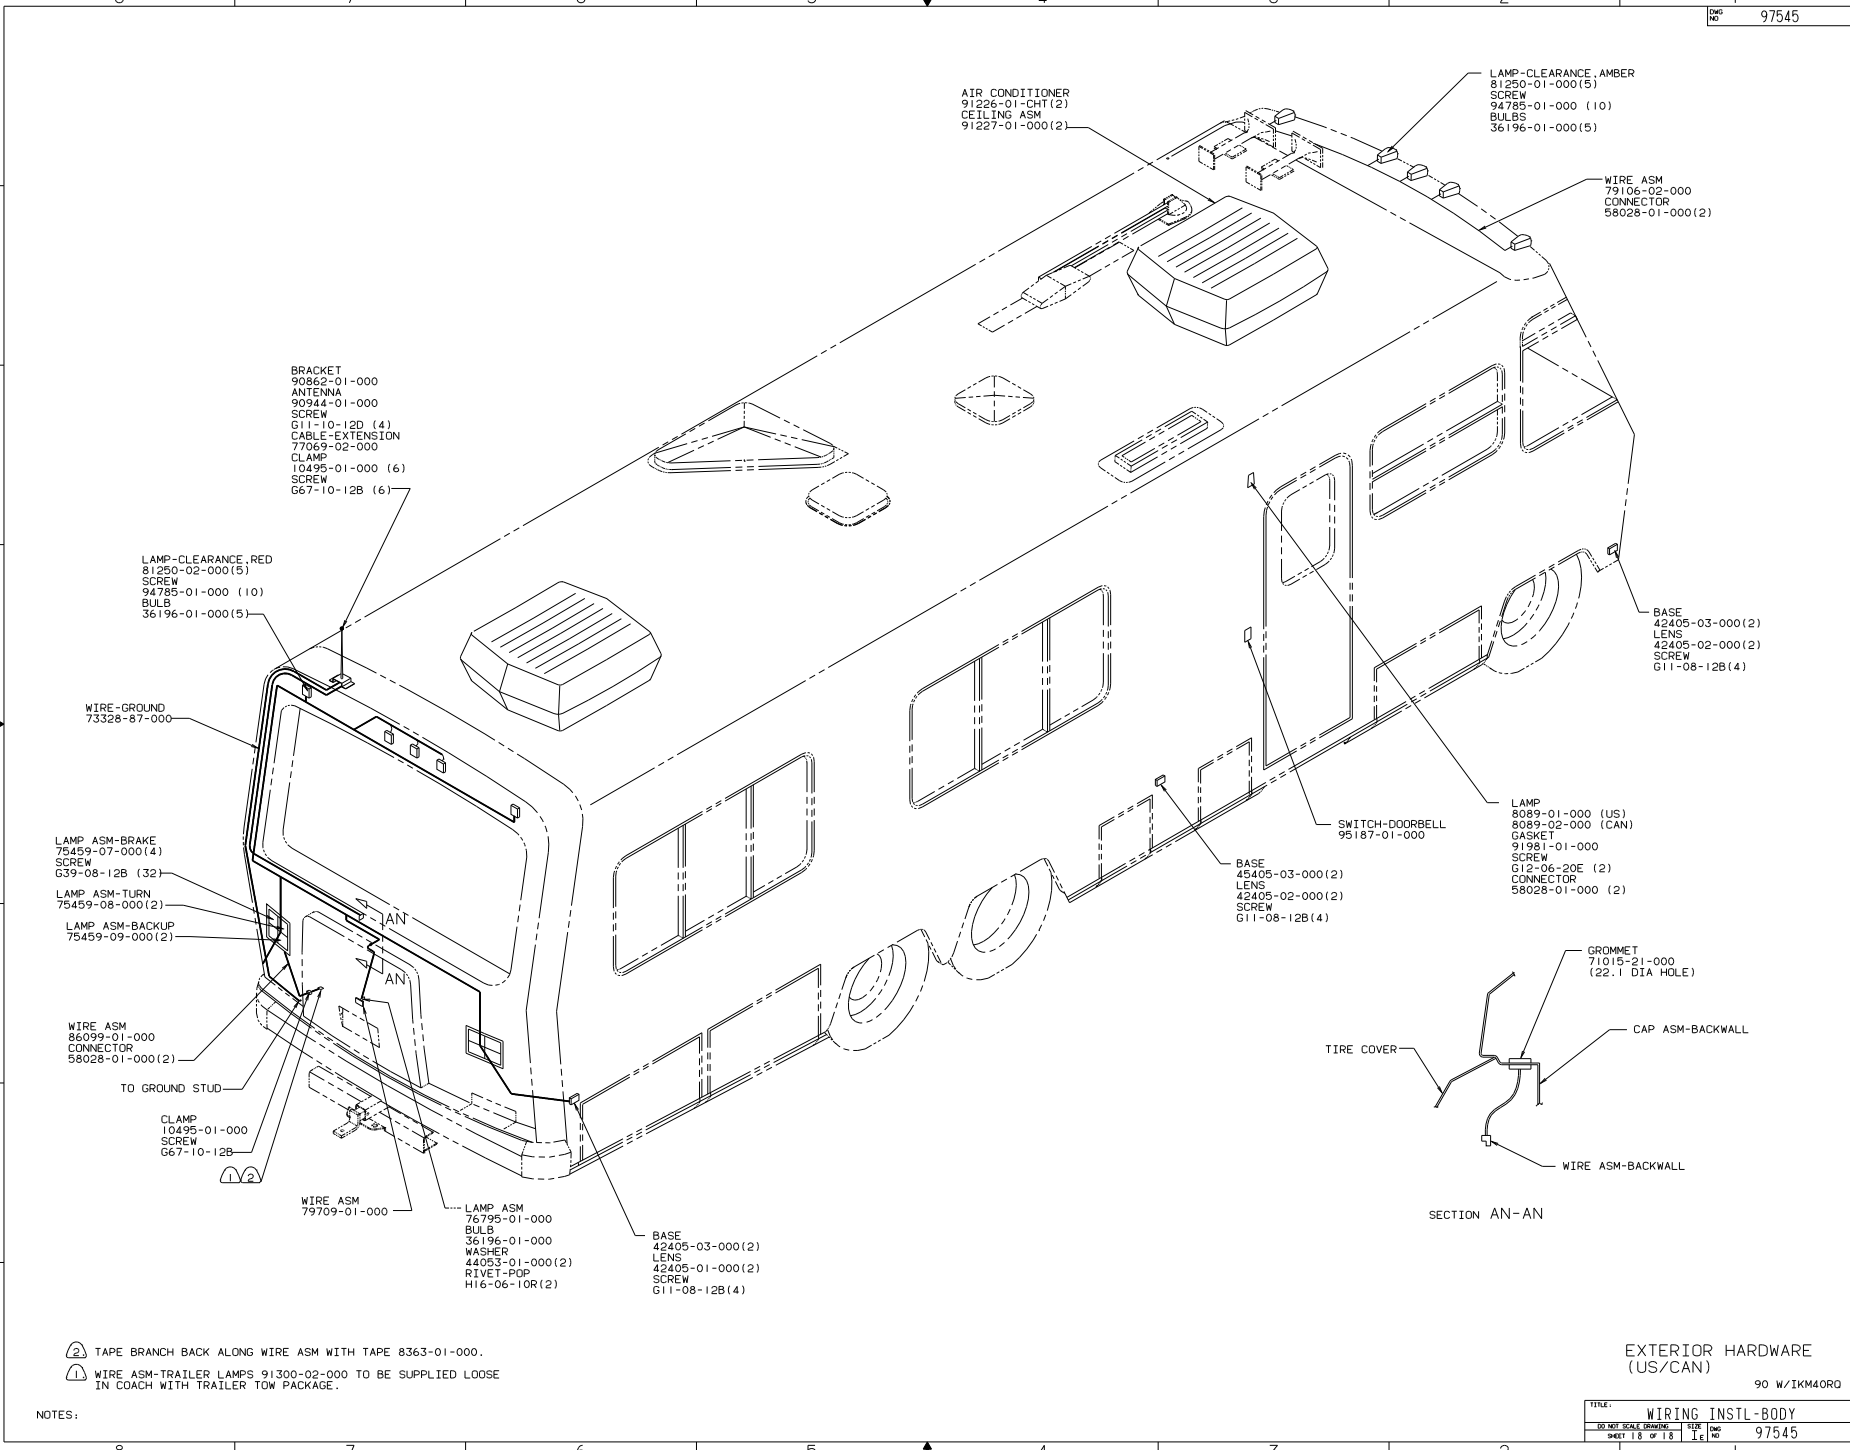 DWG NO 97545
LAMP-CLEARANCE,AMBER
81250-01-000(5)
SCREW
94785-01-000 (10)
BULBS
36196-01-000(5)
AIR CONDITIONER
91226-01-CHT(2)
CEILING ASM
91227-01-000(2)
WIRE ASM
79106-02-000
CONNECTOR
58028-01-000(2)
BRACKET
90862-01-000
ANTENNA
90944-01-000
SCREW
G11-10-12D (4)
CABLE-EXTENSION
77069-02-000
CLAMP
10495-01-000 (6)
SCREW
G67-10-12B (6)
LAMP-CLEARANCE,RED
81250-02-000(5)
SCREW
94785-01-000 (10)
BULB
36196-01-000(5)
BASE
42405-03-000(2)
LENS
42405-02-000(2)
SCREW
G11-08-12B(4)
WIRE-GROUND
73328-87-000
LAMP
8089-01-000 (US)
8089-02-000 (CAN)
GASKET
91981-01-000
SCREW
G12-06-20E (2)
CONNECTOR
58028-01-000 (2)
SWITCH-DOORBELL
95187-01-000
LAMP ASM-BRAKE
75459-07-000(4)
SCREW
G39-08-12B (32)
BASE
45405-03-000(2)
LENS
42405-02-000(2)
SCREW
G11-08-12B(4)
LAMP ASM-TURN
75459-08-000(2)
LAMP ASM-BACKUP
75459-09-000(2)
AN
AN
GROMMET
71015-21-000
(22.1 DIA HOLE)
WIRE ASM
86099-01-000
CONNECTOR
58028-01-000(2)
CAP ASM-BACKWALL
TIRE COVER
TO GROUND STUD
CLAMP
10495-01-000
SCREW
G67-10-12B
1 2
WIRE ASM-BACKWALL
WIRE ASM
79709-01-000
LAMP ASM
76795-01-000
BULB
36196-01-000
WASHER
44053-01-000(2)
RIVET-POP
H16-06-10R(2)
SECTION AN-AN
BASE
42405-03-000(2)
LENS
42405-01-000(2)
SCREW
G11-08-12B(4)
2 TAPE BRANCH BACK ALONG WIRE ASM WITH TAPE 8363-01-000.
1 WIRE ASM-TRAILER LAMPS 91300-02-000 TO BE SUPPLIED LOOSE
IN COACH WITH TRAILER TOW PACKAGE.
NOTES:
EXTERIOR HARDWARE
(US/CAN)
90 W/IKM40RQ
TITLE:
WIRING INSTL-BODY
DO NOT SCALE DRAWING
SHEET 18 OF 18
SIZE
IE
DWG NO 97545